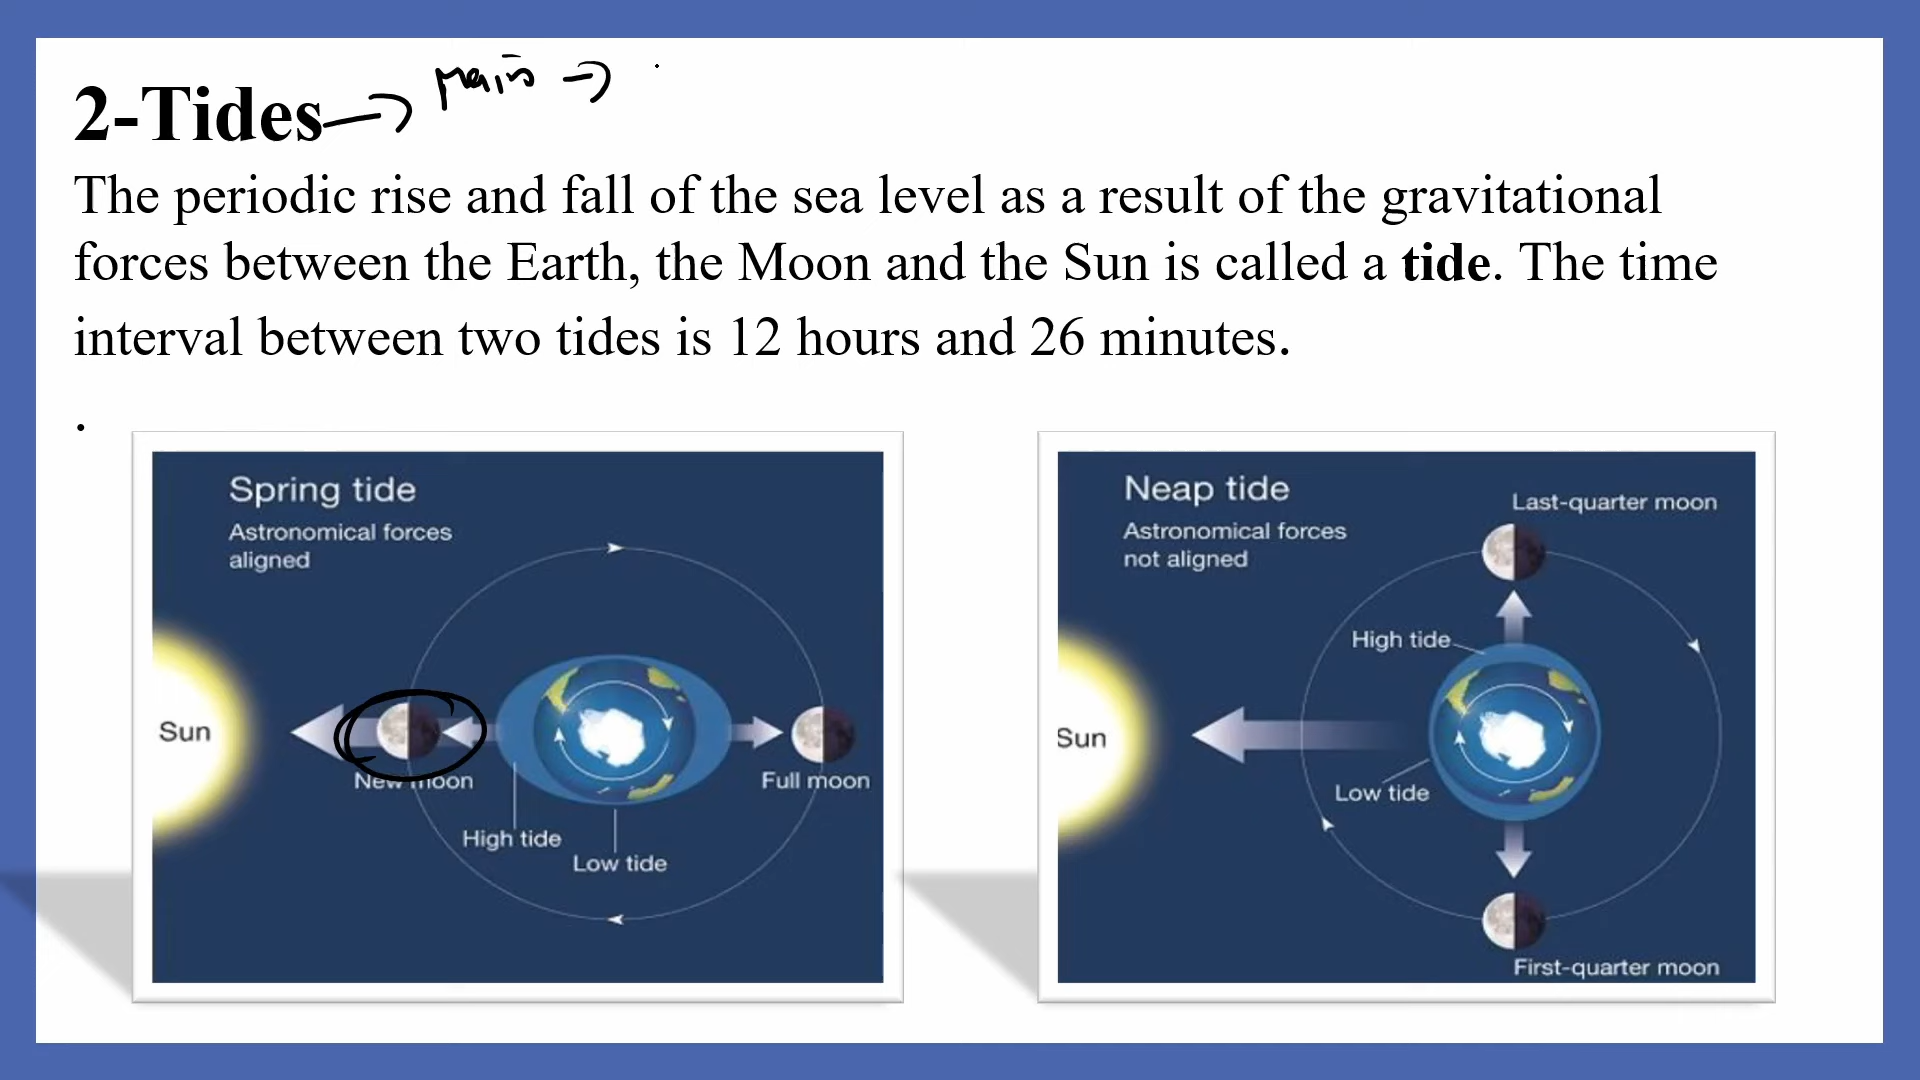 2-Tides → main →
The periodic rise and fall of the sea level as a result of the gravitational
forces between the Earth, the Moon and the Sun is called a tide. The time
interval between two tides is 12 hours and 26 minutes.
.
Spring tide
Astronomical forces
aligned
Sun
New moon
Full moon
High tide
Low tide
Neap tide
Astronomical forces
not aligned
Last-quarter moon
High tide
Sun
Low tide
First-quarter moon